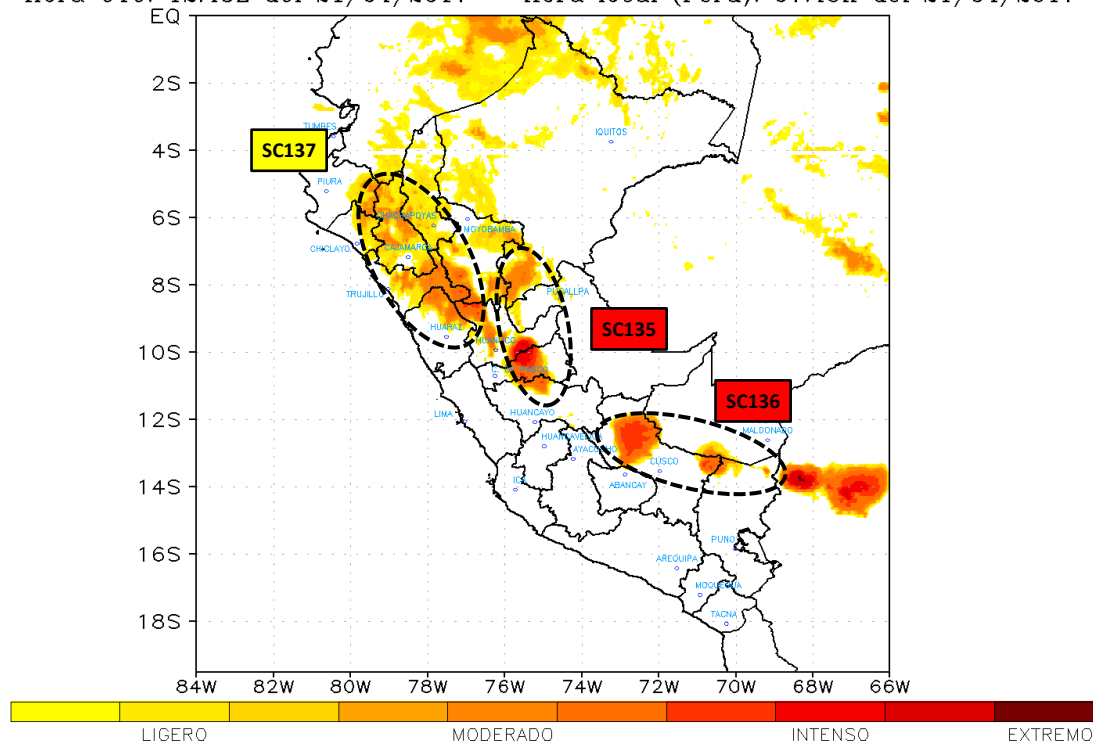 EQ
2S
TUMBES
IQUITOS
SC137
4S
PIURA
6S
CHACHAPOYAS
MOYOBAMBA
CHICLAYO
CAJAMARCA
8S
TRUJILLO
PUCALLPA
HUARAZ
SC135
HUANUCO
10S
SC136
12S
LIMA
HUANCAYO
MALDONADO
HUANCAVELICA
AYACUCHO
CUSCO
14S
ICA
ABANCAY
PUNO
16S
AREQUIPA
MOQUEGUA
18S
TACNA
84W 82W 80W 78W 76W 74W 72W 70W 68W 66W
LIGERO MODERADO INTENSO EXTREMO